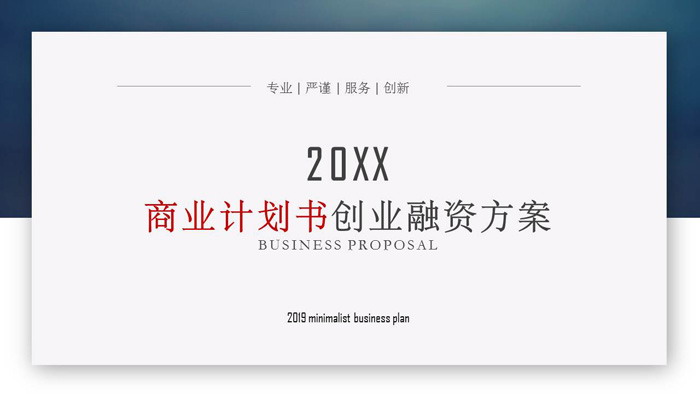 专业 | 严谨 | 服务 | 创新
20XX
商业计划书创业融资方案
BUSINESS PROPOSAL
2019 minimalist business plan